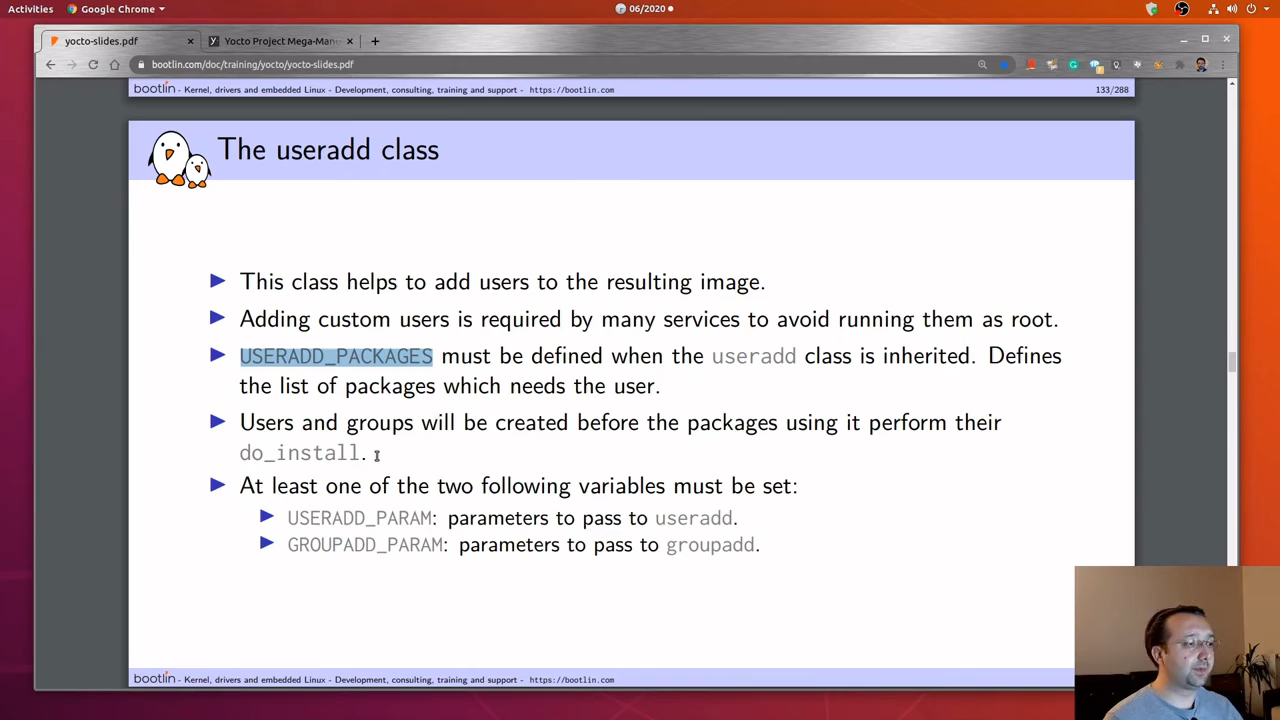 Activities Google Chrome 06/2020
yocto-slides.pdf Yocto Project Mega-Man
bootlin.com/doc/training/yocto/yocto-slides.pdf
bootlin - Kernel, drivers and embedded Linux - Development, consulting, training and support - https://bootlin.com 133/288
The useradd class
This class helps to add users to the resulting image.
Adding custom users is required by many services to avoid running them as root.
USERADD_PACKAGES must be defined when the useradd class is inherited. Defines
the list of packages which needs the user.
Users and groups will be created before the packages using it perform their
do_install.
At least one of the two following variables must be set:
USERADD_PARAM: parameters to pass to useradd.
GROUPADD_PARAM: parameters to pass to groupadd.
bootlin - Kernel, drivers and embedded Linux - Development, consulting, training and support - https://bootlin.com